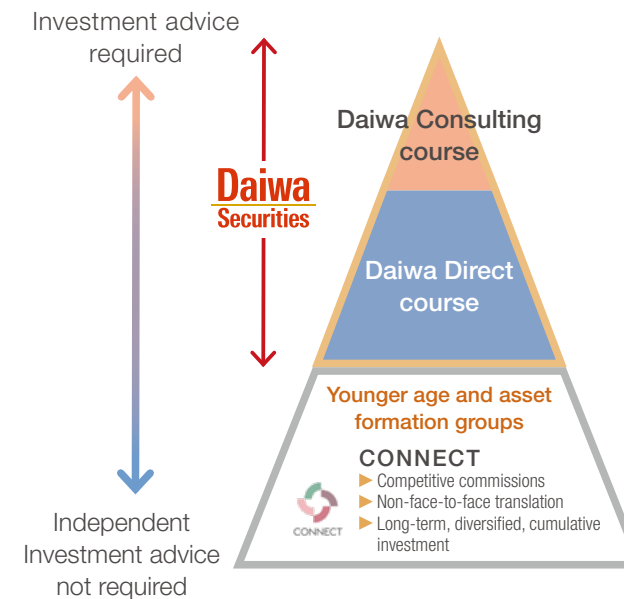 Investment advice
required
Daiwa
Securities
Daiwa Consulting
course
Daiwa Direct
course
Younger age and asset
formation groups
CONNECT
CONNECT
Competitive commissions
Non-face-to-face translation
Long-term, diversified, cumulative
investment
Independent
Investment advice
not required